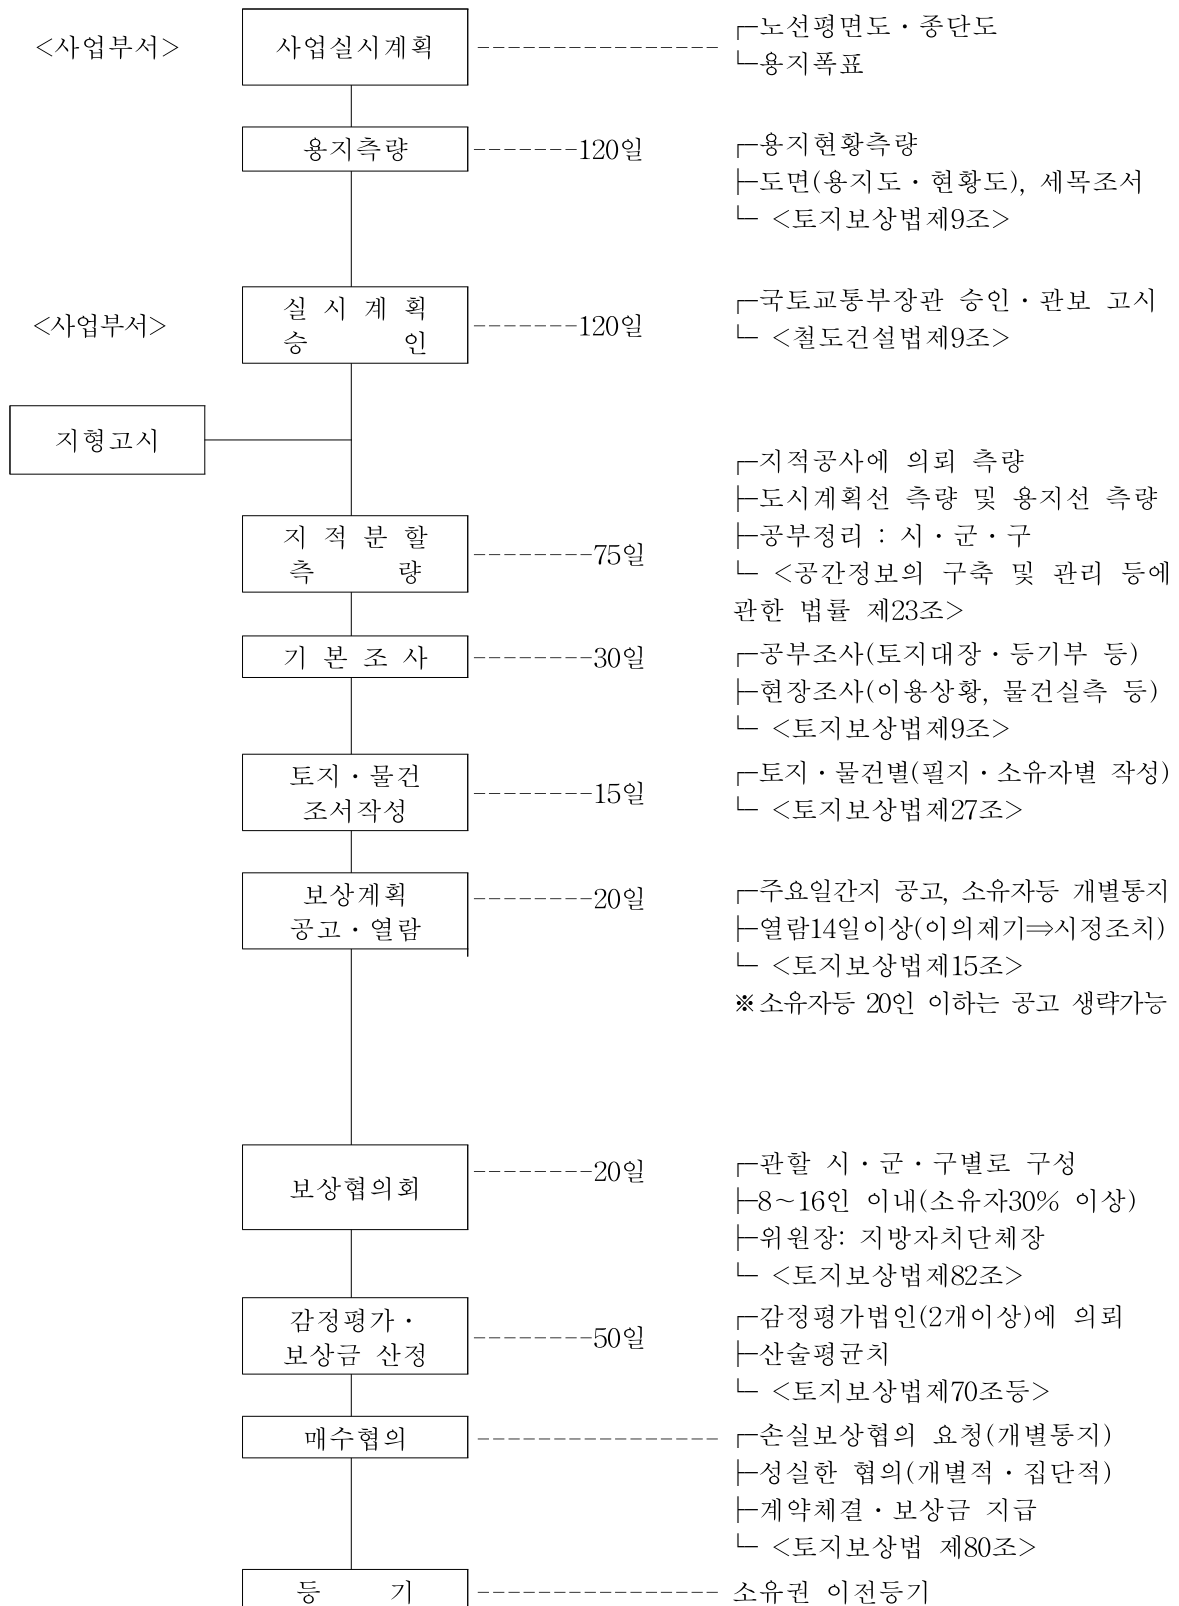 <사업부서>
사업실시계획
노선평면도·종단도
용지폭표
용지측량
120일
용지현황측량
도면(용지도·현황도), 세목조서
<토지보상법제9조>
<사업부서>
실 시 계 획
승 인
120일
국토교통부장관 승인·관보 고시
<철도건설법제9조>
지형고시
지 적 분 할
측 량
75일
지적공사에 의뢰 측량
도시계획선 측량 및 용지선 측량
공부정리 : 시·군·구
<공간정보의 구축 및 관리 등에
관한 법률 제23조>
기 본 조 사
30일
공부조사(토지대장·등기부 등)
현장조사(이용상황, 물건실측 등)
<토지보상법제9조>
토지·물건
조서작성
15일
토지·물건별(필지·소유자별 작성)
<토지보상법제27조>
보상계획
공고·열람
20일
주요일간지 공고, 소유자등 개별통지
열람14일이상(이의제기⇒시정조치)
<토지보상법제15조>
※소유자등 20인 이하는 공고 생략가능
보상협의회
20일
관할 시·군·구별로 구성
8~16인 이내(소유자30% 이상)
위원장: 지방자치단체장
<토지보상법제82조>
감정평가·
보상금 산정
50일
감정평가법인(2개이상)에 의뢰
산술평균치
<토지보상법제70조등>
매수협의
손실보상협의 요청(개별통지)
성실한 협의(개별적·집단적)
계약체결·보상금 지급
<토지보상법 제80조>
등 기
소유권 이전등기